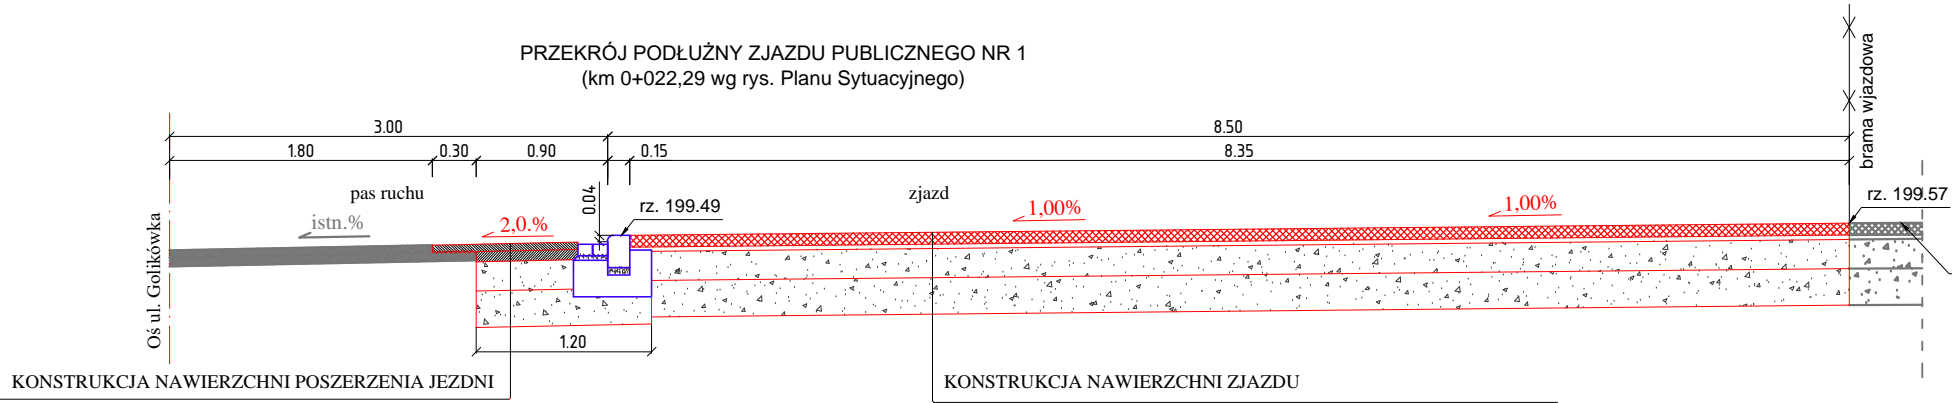 PRZEKRÓJ PODŁUŻNY ZJAZDU PUBLICZNEGO NR 1
(km 0+022,29 wg rys. Planu Sytuacyjnego)
brama wjazdowa
3.00
8.50
1.80
0.30
0.90
0.15
8.35
pas ruchu
0.04
zjazd
rz. 199.49
rz. 199.57
istn.%
2,0.%
1,00%
1,00%
Oś ul. Golikówka
1.20
KONSTRUKCJA NAWIERZCHNI POSZERZENIA JEZDNI
KONSTRUKCJA NAWIERZCHNI ZJAZDU